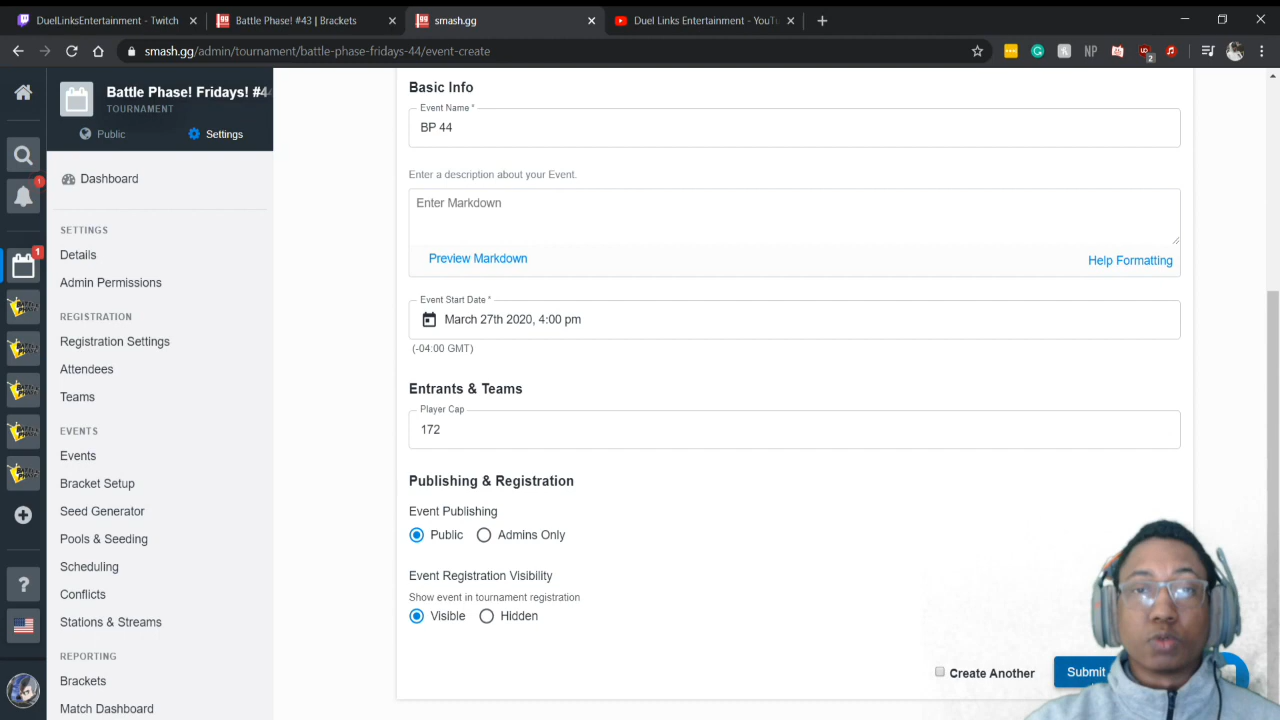 DuelLinksEntertainment - Twitch
Battle Phase! #43 | Brackets
smash.gg
Duel Links Entertainment - YouTu
smash.gg/admin/tournament/battle-phase-fridays-44/event-create
NP
2
Battle Phase! Fridays! #4
TOURNAMENT
Public
Settings
1
1
Dashboard
SETTINGS
Details
Admin Permissions
REGISTRATION
Registration Settings
Attendees
Teams
EVENTS
Events
Bracket Setup
Seed Generator
Pools & Seeding
Scheduling
Conflicts
Stations & Streams
REPORTING
Brackets
Match Dashboard
Basic Info
Event Name *
BP 44
Enter a description about your Event.
Enter Markdown
Preview Markdown
Help Formatting
Event Start Date *
March 27th 2020, 4:00 pm
(-04:00 GMT)
Entrants & Teams
Player Cap
172
Publishing & Registration
Event Publishing
Public
Admins Only
Event Registration Visibility
Show event in tournament registration
Visible
Hidden
Create Another
Submit